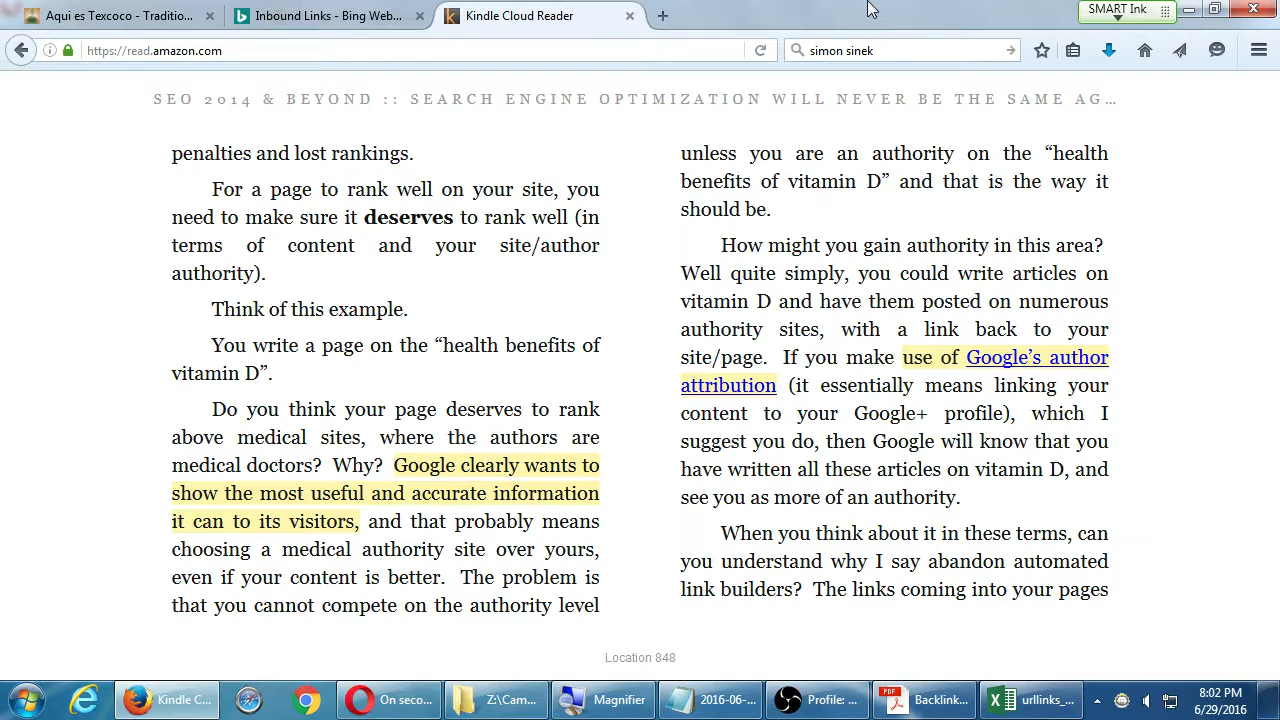 Aqui es Texcoco - Traditio...
Inbound Links - Bing Web...
Kindle Cloud Reader
SMART Ink
https://read.amazon.com
simon sinek
SEO 2014 & BEYOND :: SEARCH ENGINE OPTIMIZATION WILL NEVER BE THE SAME AG...
penalties and lost rankings.
For a page to rank well on your site, you
need to make sure it deserves to rank well (in
terms of content and your site/author
authority).
Think of this example.
You write a page on the “health benefits of
vitamin D”.
Do you think your page deserves to rank
above medical sites, where the authors are
medical doctors? Why? Google clearly wants to
show the most useful and accurate information
it can to its visitors, and that probably means
choosing a medical authority site over yours,
even if your content is better. The problem is
that you cannot compete on the authority level
unless you are an authority on the “health
benefits of vitamin D” and that is the way it
should be.
How might you gain authority in this area?
Well quite simply, you could write articles on
vitamin D and have them posted on numerous
authority sites, with a link back to your
site/page. If you make use of Google’s author
attribution (it essentially means linking your
content to your Google+ profile), which I
suggest you do, then Google will know that you
have written all these articles on vitamin D, and
see you as more of an authority.
When you think about it in these terms, can
you understand why I say abandon automated
link builders? The links coming into your pages
Location 848
Kindle C...
On seco...
Z:\Cam...
Magnifier
2016-06-...
Profile: ...
Backlink...
urllinks_...
8:02 PM
6/29/2016